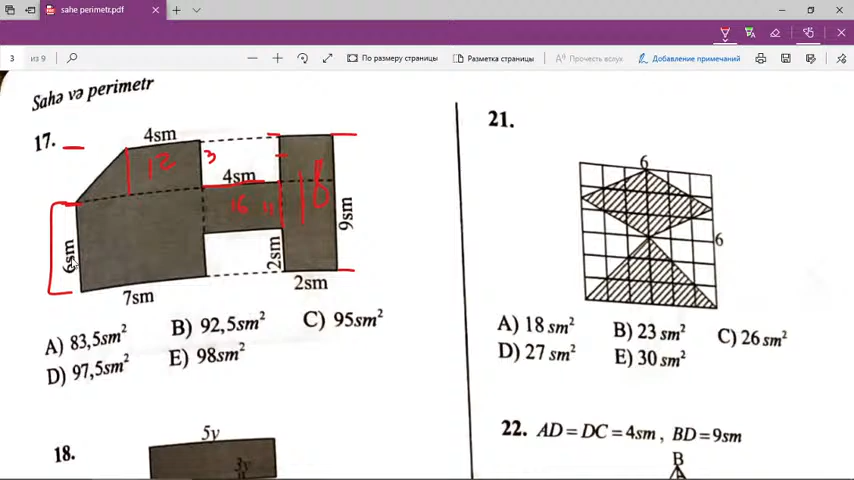 sahe perimetr.pdf
3 из 9
По размеру страницы
Разметка страницы
Прочесть вслух
Добавление примечаний
Sahə və perimetr
17.
4sm
12
3
4sm
16
18
6sm
2sm
9sm
7sm
2sm
A) 83,5sm²
B) 92,5sm²
C) 95sm²
D) 97,5sm²
E) 98sm²
18.
5y
3y
21.
6
6
A) 18 sm²
B) 23 sm²
C) 26 sm²
D) 27 sm²
E) 30 sm²
22. AD = DC = 4sm, BD = 9sm
B